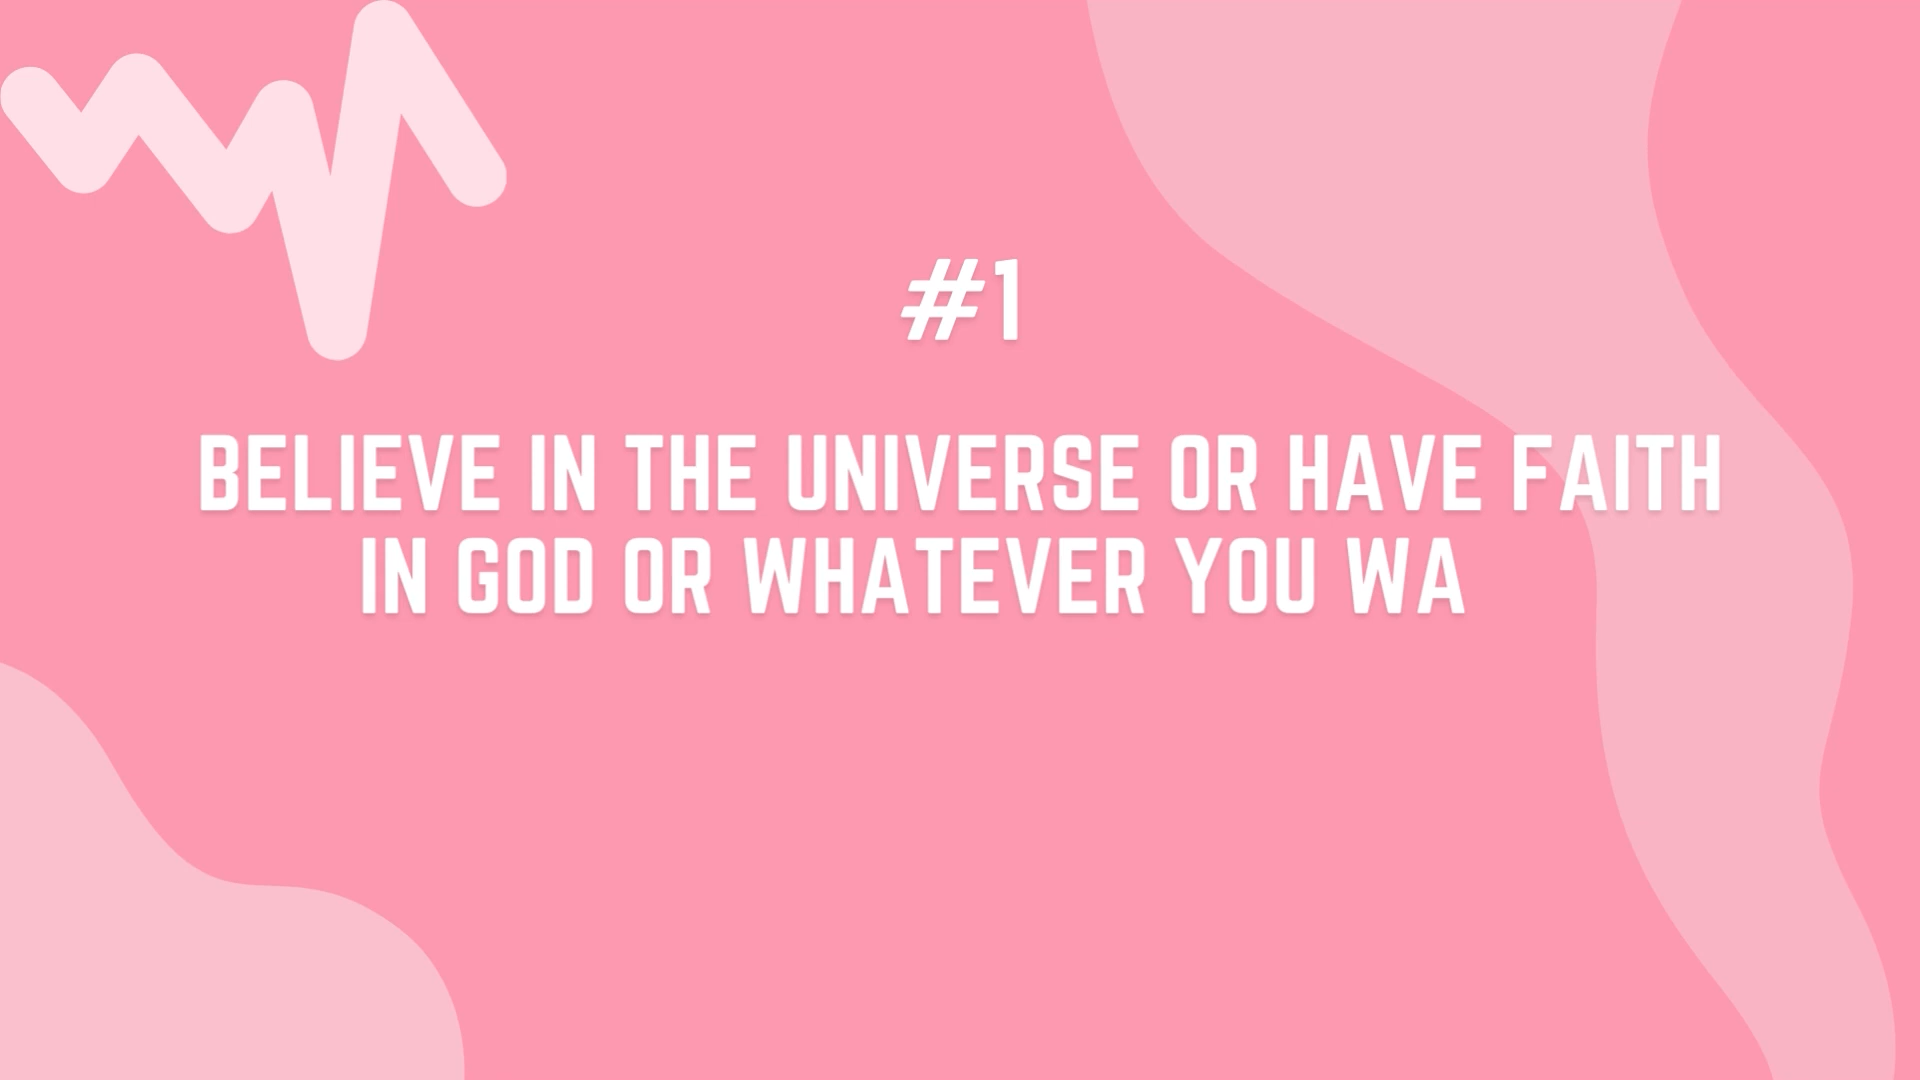 #1
BELIEVE IN THE UNIVERSE OR HAVE FAITH
IN GOD OR WHATEVER YOU WA